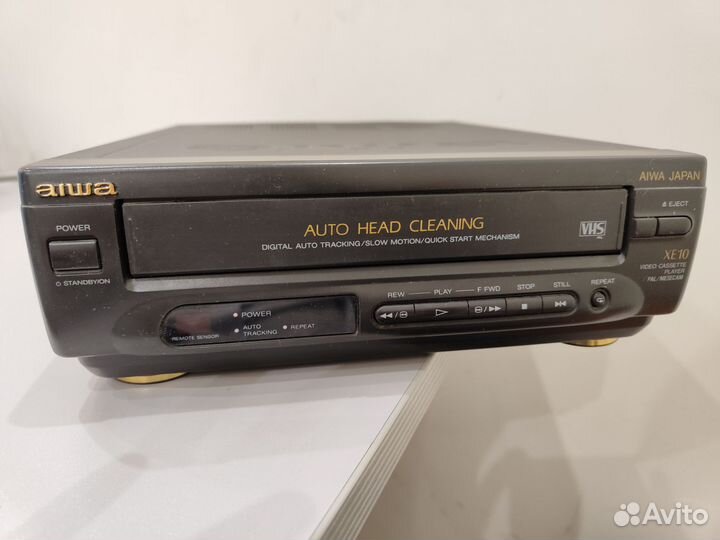 aiwa
AIWA JAPAN
POWER
STANDBY/ON
AUTO HEAD CLEANING
DIGITAL AUTO TRACKING/SLOW MOTION/QUICK START MECHANISM
VHS
EJECT
XE10
VIDEO CASSETTE
PLAYER
PAL/MESECAM
REW
PLAY
F FWD
STOP
STILL
REPEAT
POWER
AUTO
TRACKING
REPEAT
REMOTE SENSOR
Avito